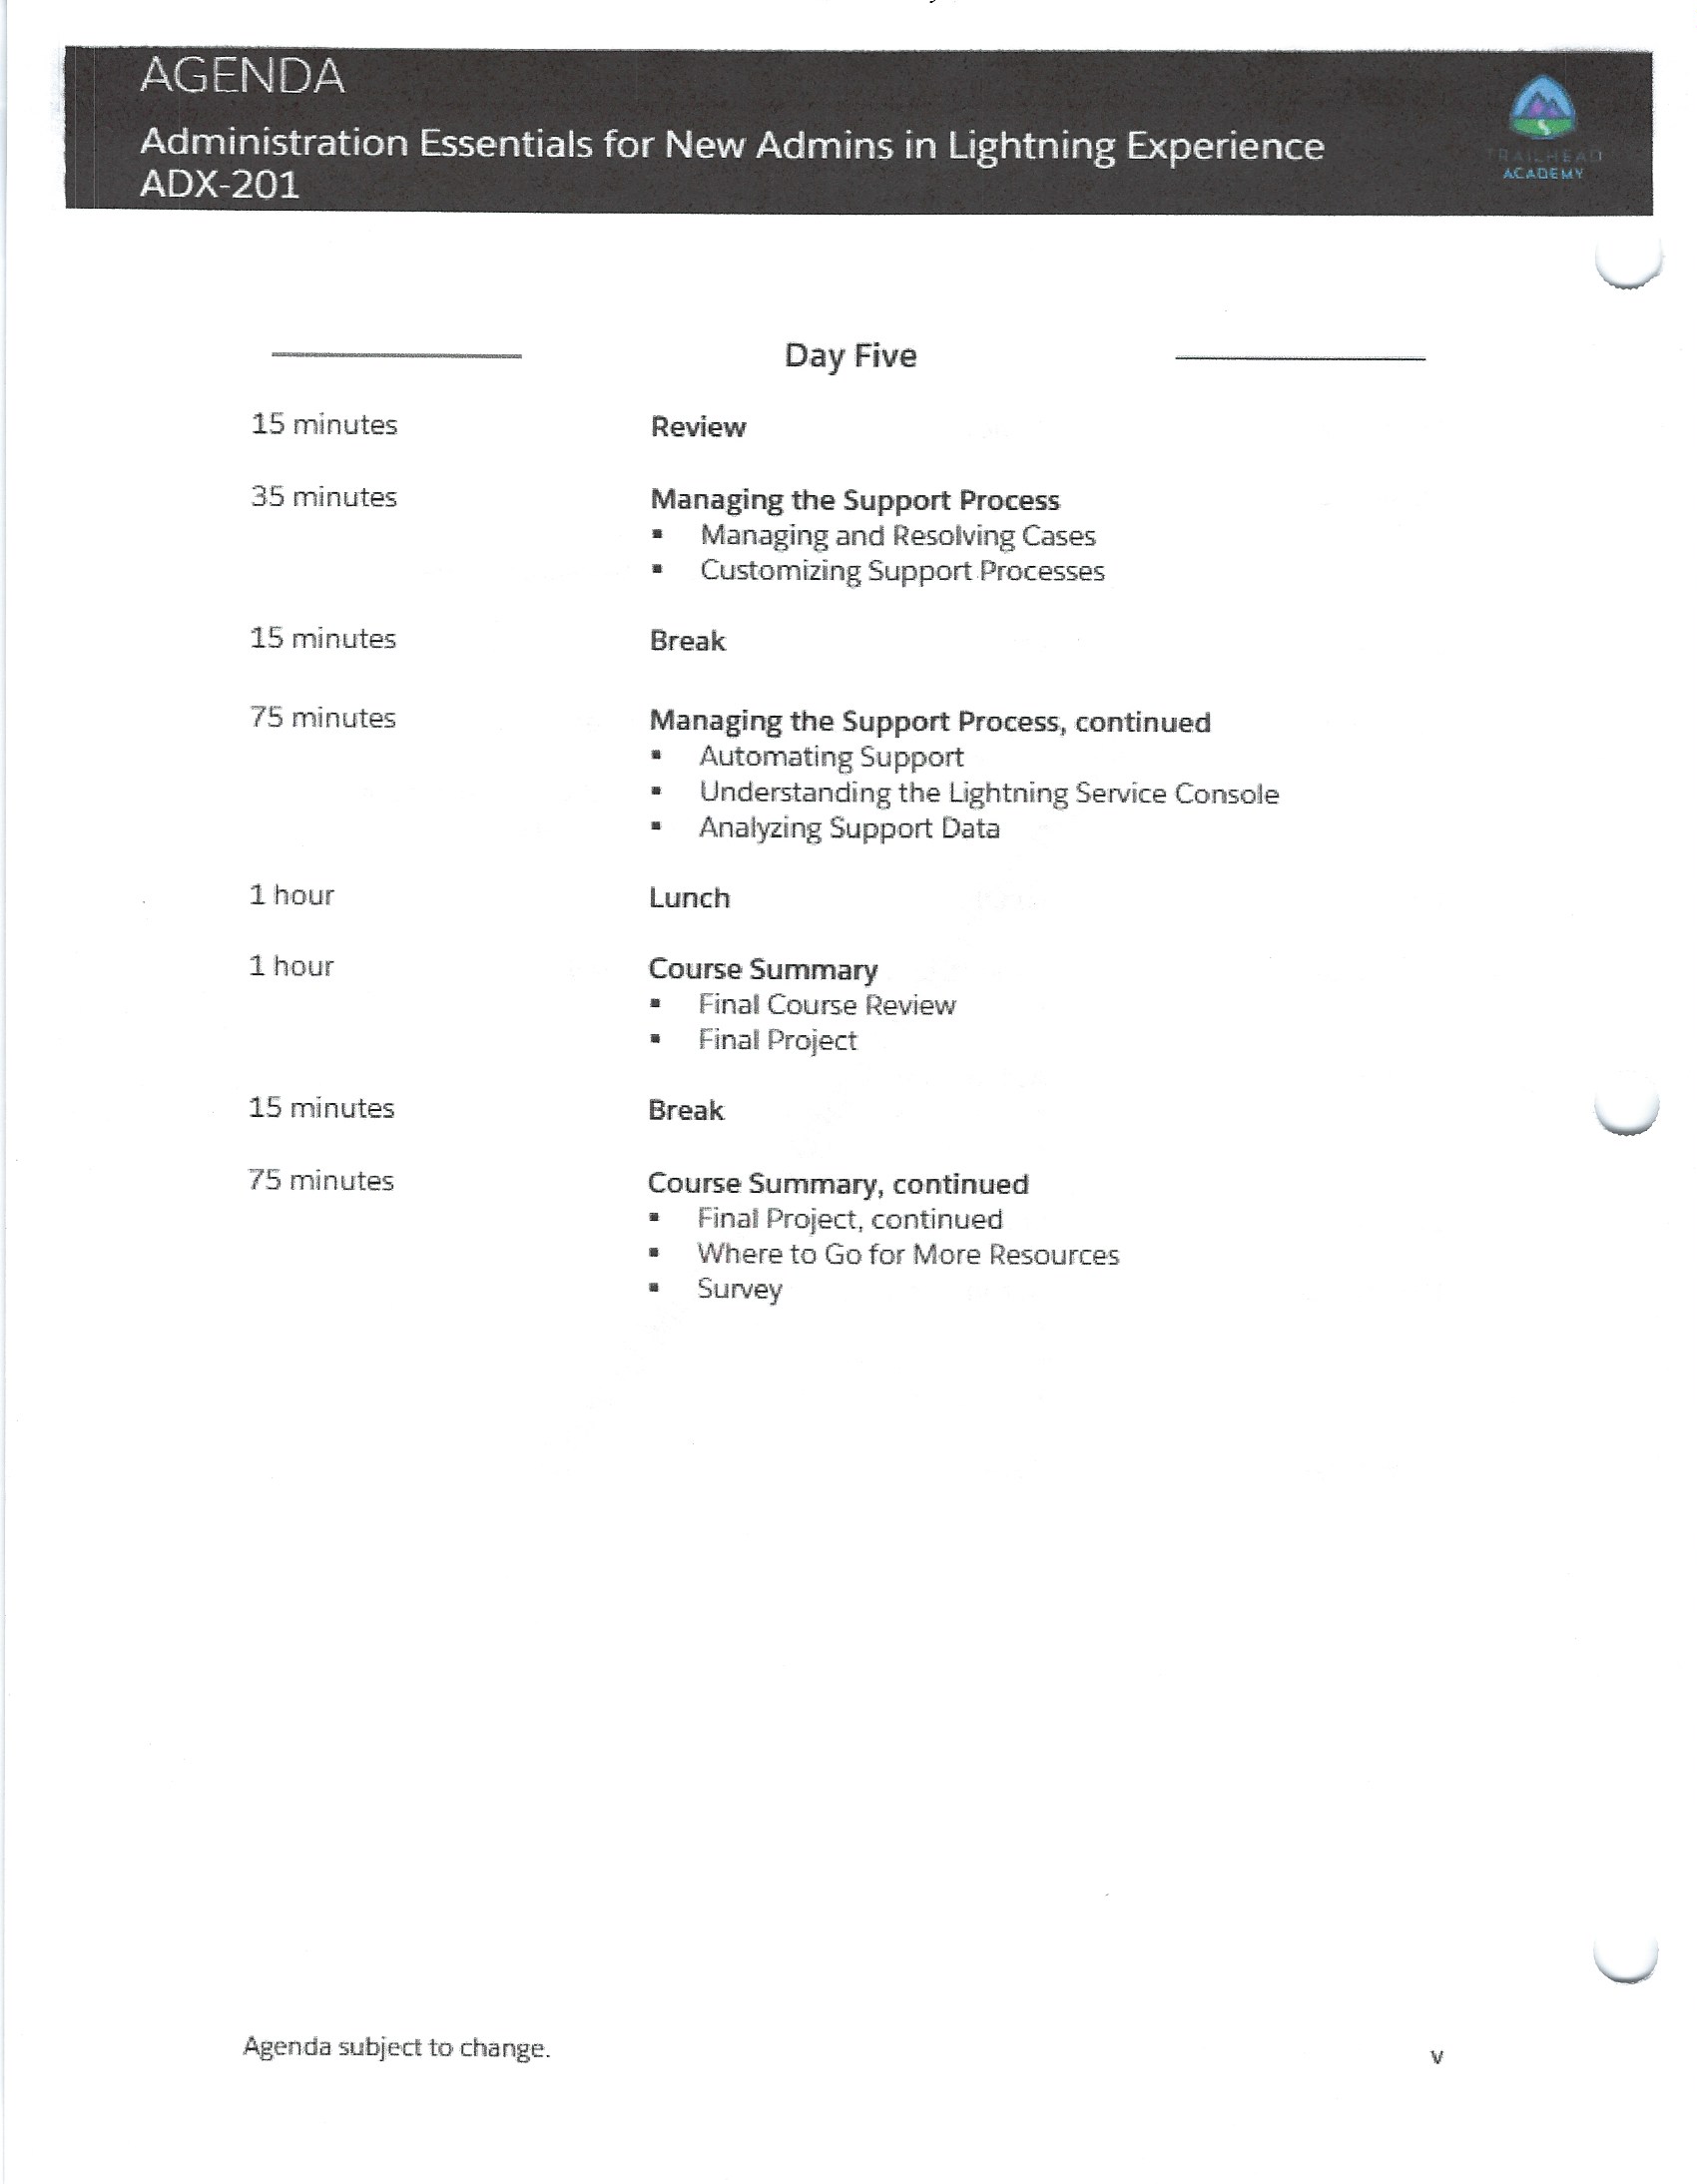 AGENDA
Administration Essentials for New Admins in Lightning Experience
ADX-201
TRAILHEAD
ACADEMY
Day Five
15 minutes Review
35 minutes Managing the Support Process
▪ Managing and Resolving Cases
▪ Customizing Support Processes
15 minutes Break
75 minutes Managing the Support Process, continued
▪ Automating Support
▪ Understanding the Lightning Service Console
▪ Analyzing Support Data
1 hour Lunch
1 hour Course Summary
▪ Final Course Review
▪ Final Project
15 minutes Break
75 minutes Course Summary, continued
▪ Final Project, continued
▪ Where to Go for More Resources
▪ Survey
Agenda subject to change. v